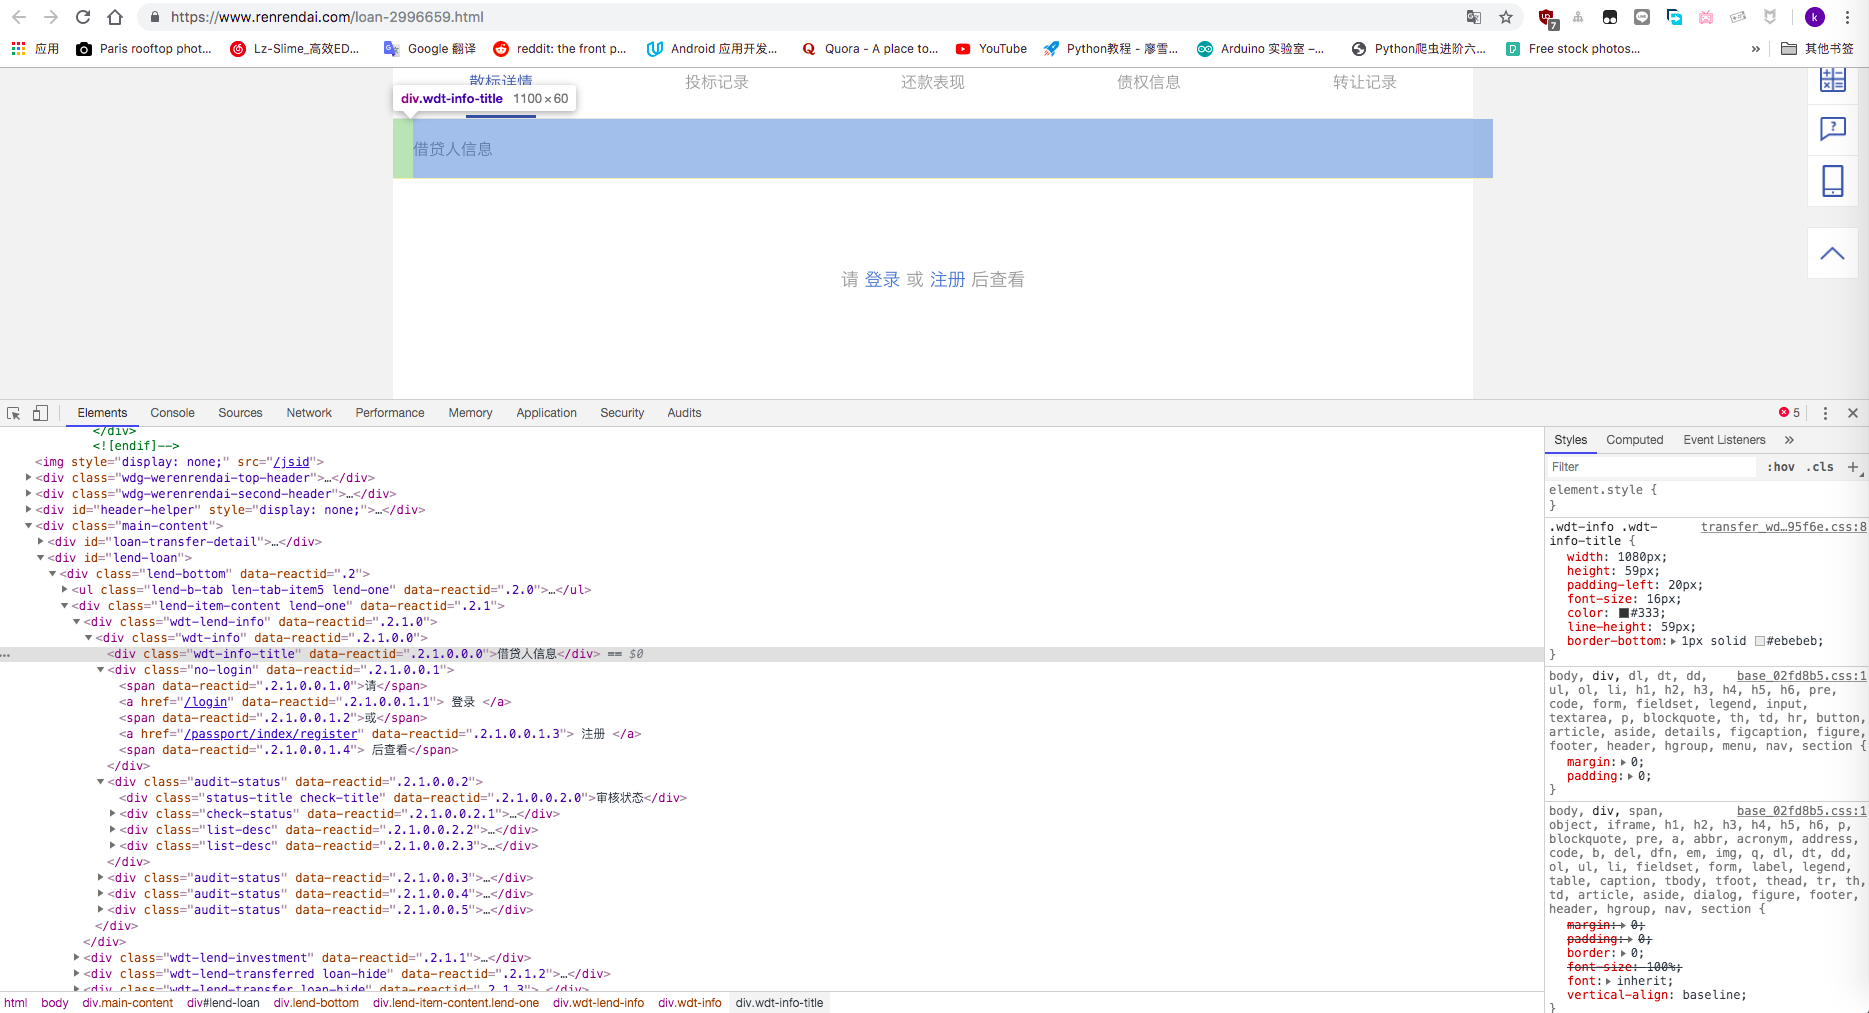 https://www.renrendai.com/loan-2996659.html
7
k
应用 Paris rooftop phot... Lz-Slime_高效ED... Google 翻译 reddit: the front p... Android 应用开发... Quora - A place to... YouTube Python教程 - 廖雪... Arduino 实验室 –... Python爬虫进阶六... Free stock photos... » 其他书签
散标详情 投标记录 还款表现 债权信息 转让记录
div.wdt-info-title 1100 × 60
借贷人信息
请 登录 或 注册 后查看
Elements Console Sources Network Performance Memory Application Security Audits 5
</div>
<![endif]-->
<img style="display: none;" src="/jsid">
<div class="wdg-werenrendai-top-header">…</div>
<div class="wdg-werenrendai-second-header">…</div>
<div id="header-helper" style="display: none;">…</div>
<div class="main-content">
<div id="loan-transfer-detail">…</div>
<div id="lend-loan">
<div class="lend-bottom" data-reactid=".2">
<ul class="lend-b-tab len-tab-item5 lend-one" data-reactid=".2.0">…</ul>
<div class="lend-item-content lend-one" data-reactid=".2.1">
<div class="wdt-lend-info" data-reactid=".2.1.0">
<div class="wdt-info" data-reactid=".2.1.0.0">
… <div class="wdt-info-title" data-reactid=".2.1.0.0.0">借贷人信息</div> == $0
<div class="no-login" data-reactid=".2.1.0.0.1">
<span data-reactid=".2.1.0.0.1.0">请</span>
<a href="/login" data-reactid=".2.1.0.0.1.1"> 登录 </a>
<span data-reactid=".2.1.0.0.1.2">或</span>
<a href="/passport/index/register" data-reactid=".2.1.0.0.1.3"> 注册 </a>
<span data-reactid=".2.1.0.0.1.4"> 后查看</span>
</div>
<div class="audit-status" data-reactid=".2.1.0.0.2">
<div class="status-title check-title" data-reactid=".2.1.0.0.2.0">审核状态</div>
<div class="check-status" data-reactid=".2.1.0.0.2.1">…</div>
<div class="list-desc" data-reactid=".2.1.0.0.2.2">…</div>
<div class="list-desc" data-reactid=".2.1.0.0.2.3">…</div>
</div>
<div class="audit-status" data-reactid=".2.1.0.0.3">…</div>
<div class="audit-status" data-reactid=".2.1.0.0.4">…</div>
<div class="audit-status" data-reactid=".2.1.0.0.5">…</div>
</div>
</div>
<div class="wdt-lend-investment" data-reactid=".2.1.1">…</div>
<div class="wdt-lend-transferred loan-hide" data-reactid=".2.1.2">…</div>
<div class="wdt-lend-transfer loan-hide" data-reactid=".2.1.3">…</div>
html body div.main-content div#lend-loan div.lend-bottom div.lend-item-content.lend-one div.wdt-lend-info div.wdt-info div.wdt-info-title
Styles Computed Event Listeners »
Filter :hov .cls +
element.style {
}
.wdt-info .wdt- transfer_wd…95f6e.css:8
info-title {
width: 1080px;
height: 59px;
padding-left: 20px;
font-size: 16px;
color: #333;
line-height: 59px;
border-bottom: 1px solid #ebebeb;
}
body, div, dl, dt, dd, base_02fd8b5.css:1
ul, ol, li, h1, h2, h3, h4, h5, h6, pre,
code, form, fieldset, legend, input,
textarea, p, blockquote, th, td, hr, button,
article, aside, details, figcaption, figure,
footer, header, hgroup, menu, nav, section {
margin: 0;
padding: 0;
}
body, div, span, base_02fd8b5.css:1
object, iframe, h1, h2, h3, h4, h5, h6, p,
blockquote, pre, a, abbr, acronym, address,
code, b, del, dfn, em, img, q, dl, dt, dd,
ol, ul, li, fieldset, form, label, legend,
table, caption, tbody, tfoot, thead, tr, th,
td, article, aside, dialog, figure, footer,
header, hgroup, nav, section {
margin: 0;
padding: 0;
border: 0;
font-size: 100%;
font: inherit;
vertical-align: baseline;
}